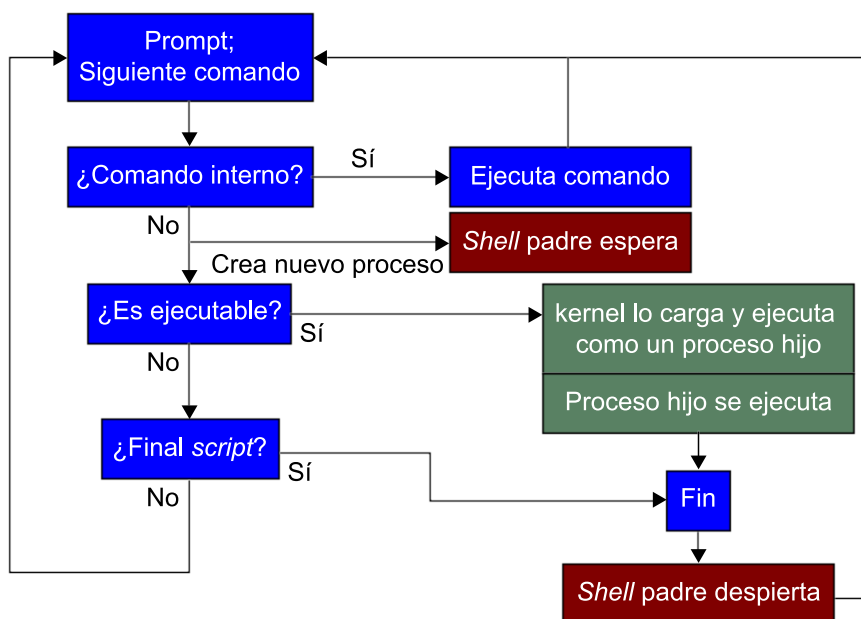 Prompt;
Siguiente comando
¿Comando interno?
Sí
Ejecuta comando
No
Shell padre espera
Crea nuevo proceso
¿Es ejecutable?
Sí
kernel lo carga y ejecuta
como un proceso hijo
No
Proceso hijo se ejecuta
¿Final script?
Sí
No
Fin
Shell padre despierta